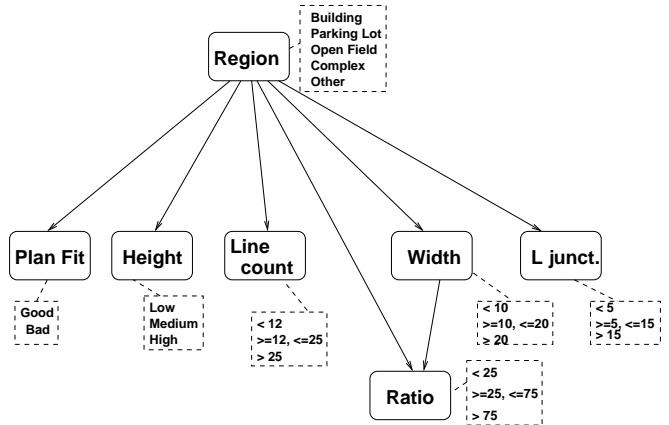 Building
Parking Lot
Open Field
Complex
Other
Region
Plan Fit
Height
Line
count
Width
L junct.
Good
Bad
Low
Medium
High
< 12
>=12, <=25
> 25
< 10
>=10, <=20
> 20
< 5
>=5, <=15
> 15
Ratio
< 25
>=25, <=75
> 75